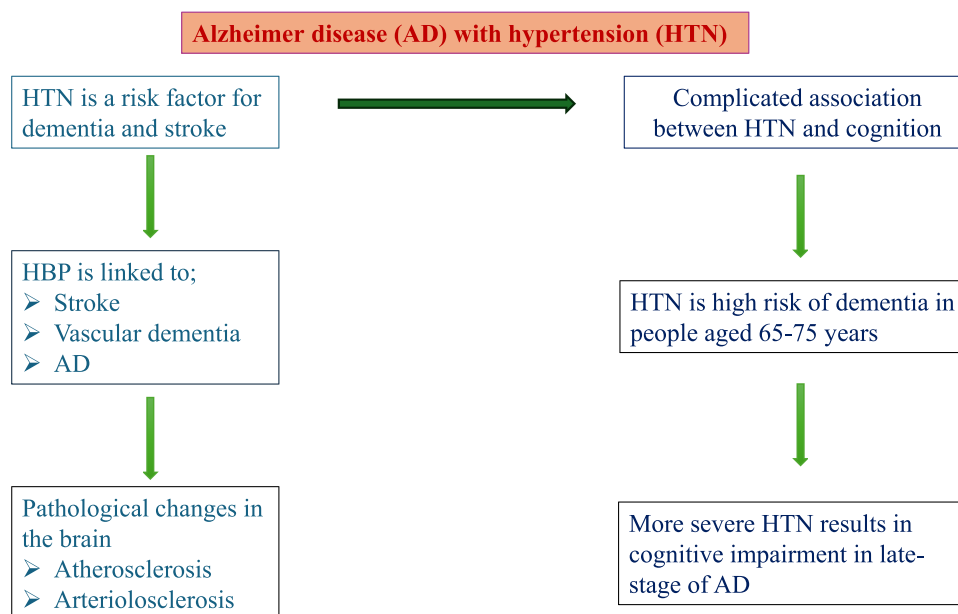 Alzheimer disease (AD) with hypertension (HTN)
HTN is a risk factor for
dementia and stroke
HBP is linked to;
➢ Stroke
➢ Vascular dementia
➢ AD
Pathological changes in
the brain
➢ Atherosclerosis
➢ Arteriolosclerosis
Complicated association
between HTN and cognition
HTN is high risk of dementia in
people aged 65-75 years
More severe HTN results in
cognitive impairment in late-
stage of AD